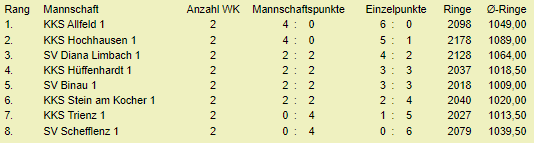 Rang Mannschaft Anzahl WK Mannschaftspunkte Einzelpunkte Ringe Ø-Ringe
1. KKS Allfeld 1 2 4 : 0 6 : 0 2098 1049,00
2. KKS Hochhausen 1 2 4 : 0 5 : 1 2178 1089,00
3. SV Diana Limbach 1 2 2 : 2 4 : 2 2128 1064,00
4. KKS Hüffenhardt 1 2 2 : 2 3 : 3 2037 1018,50
5. SV Binau 1 2 2 : 2 3 : 3 2018 1009,00
6. KKS Stein am Kocher 1 2 2 : 2 2 : 4 2040 1020,00
7. KKS Trienz 1 2 0 : 4 1 : 5 2027 1013,50
8. SV Schefflenz 1 2 0 : 4 0 : 6 2079 1039,50